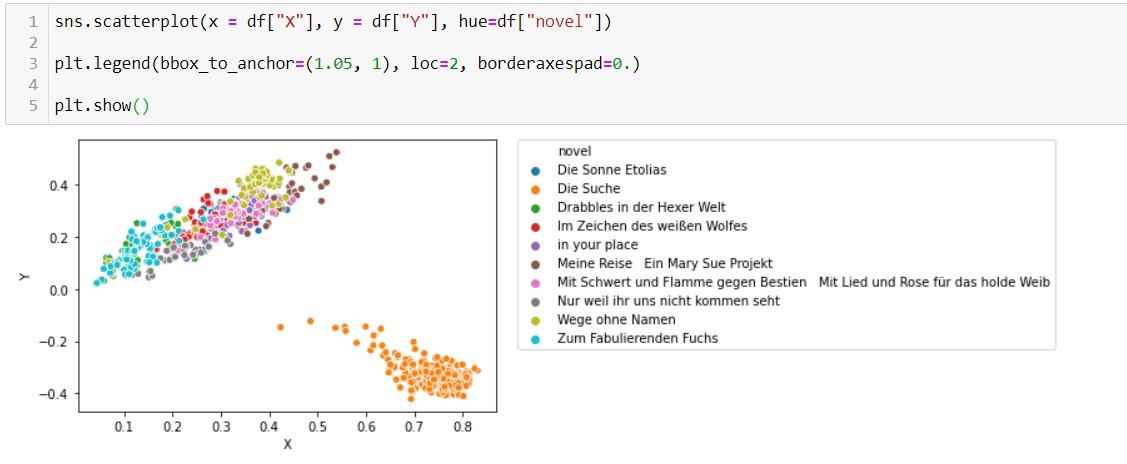 1 sns.scatterplot(x = df["X"], y = df["Y"], hue=df["novel"])
2
3 plt.legend(bbox_to_anchor=(1.05, 1), loc=2, borderaxespad=0.)
4
5 plt.show()
novel
Die Sonne Etolias
Die Suche
Drabbles in der Hexer Welt
Im Zeichen des weißen Wolfes
in your place
Meine Reise   Ein Mary Sue Projekt
Mit Schwert und Flamme gegen Bestien   Mit Lied und Rose für das holde Weib
Nur weil ihr uns nicht kommen seht
Wege ohne Namen
Zum Fabulierenden Fuchs
Y
0.4
0.2
0.0
−0.2
−0.4
0.1 0.2 0.3 0.4 0.5 0.6 0.7 0.8
X